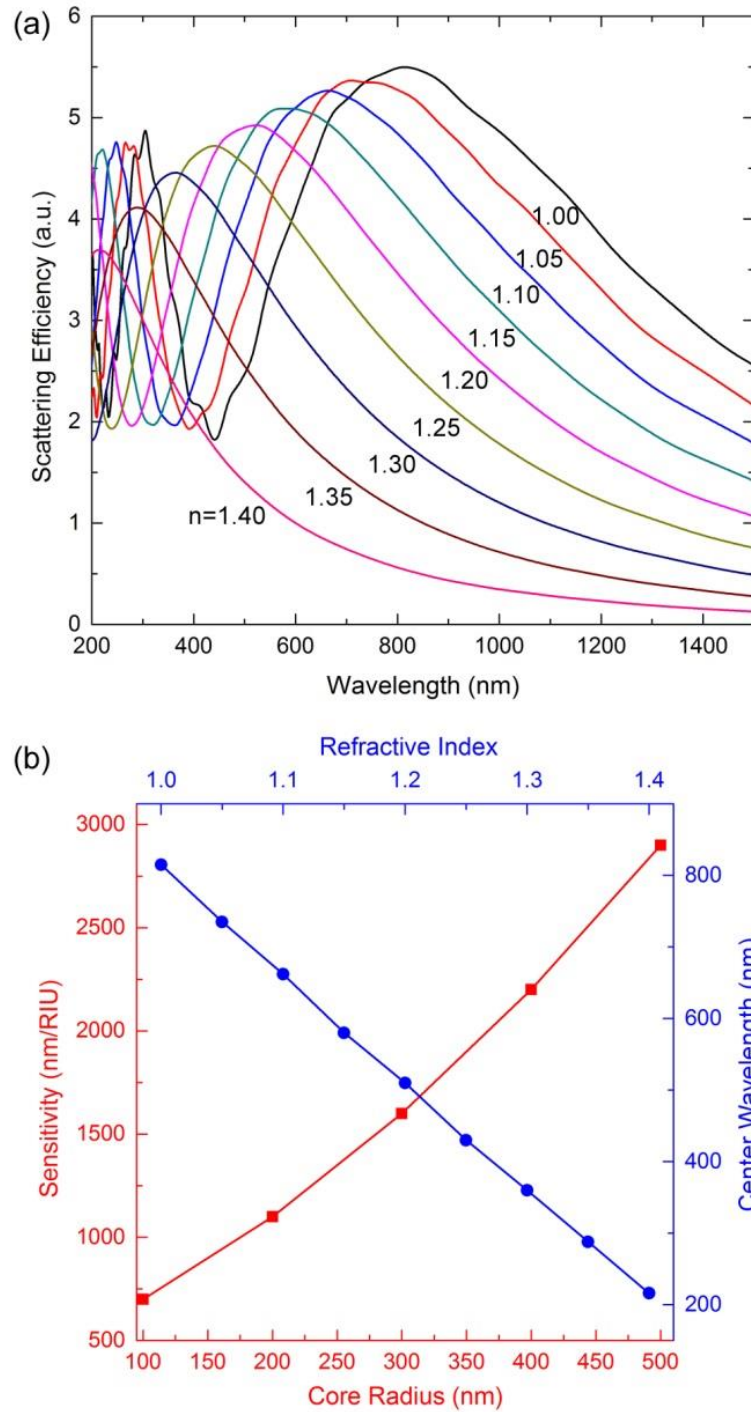 (a)
6
5
4
3
2
1
0
Scattering Efficiency (a.u.)
1.00
1.05
1.10
1.15
1.20
1.25
1.30
1.35
n=1.40
200 400 600 800 1000 1200 1400
Wavelength (nm)
(b)
Refractive Index
1.0 1.1 1.2 1.3 1.4
3000
2500
2000
1500
1000
500
Sensitivity (nm/RIU)
800
600
400
200
Center Wavelength (nm)
100 150 200 250 300 350 400 450 500
Core Radius (nm)